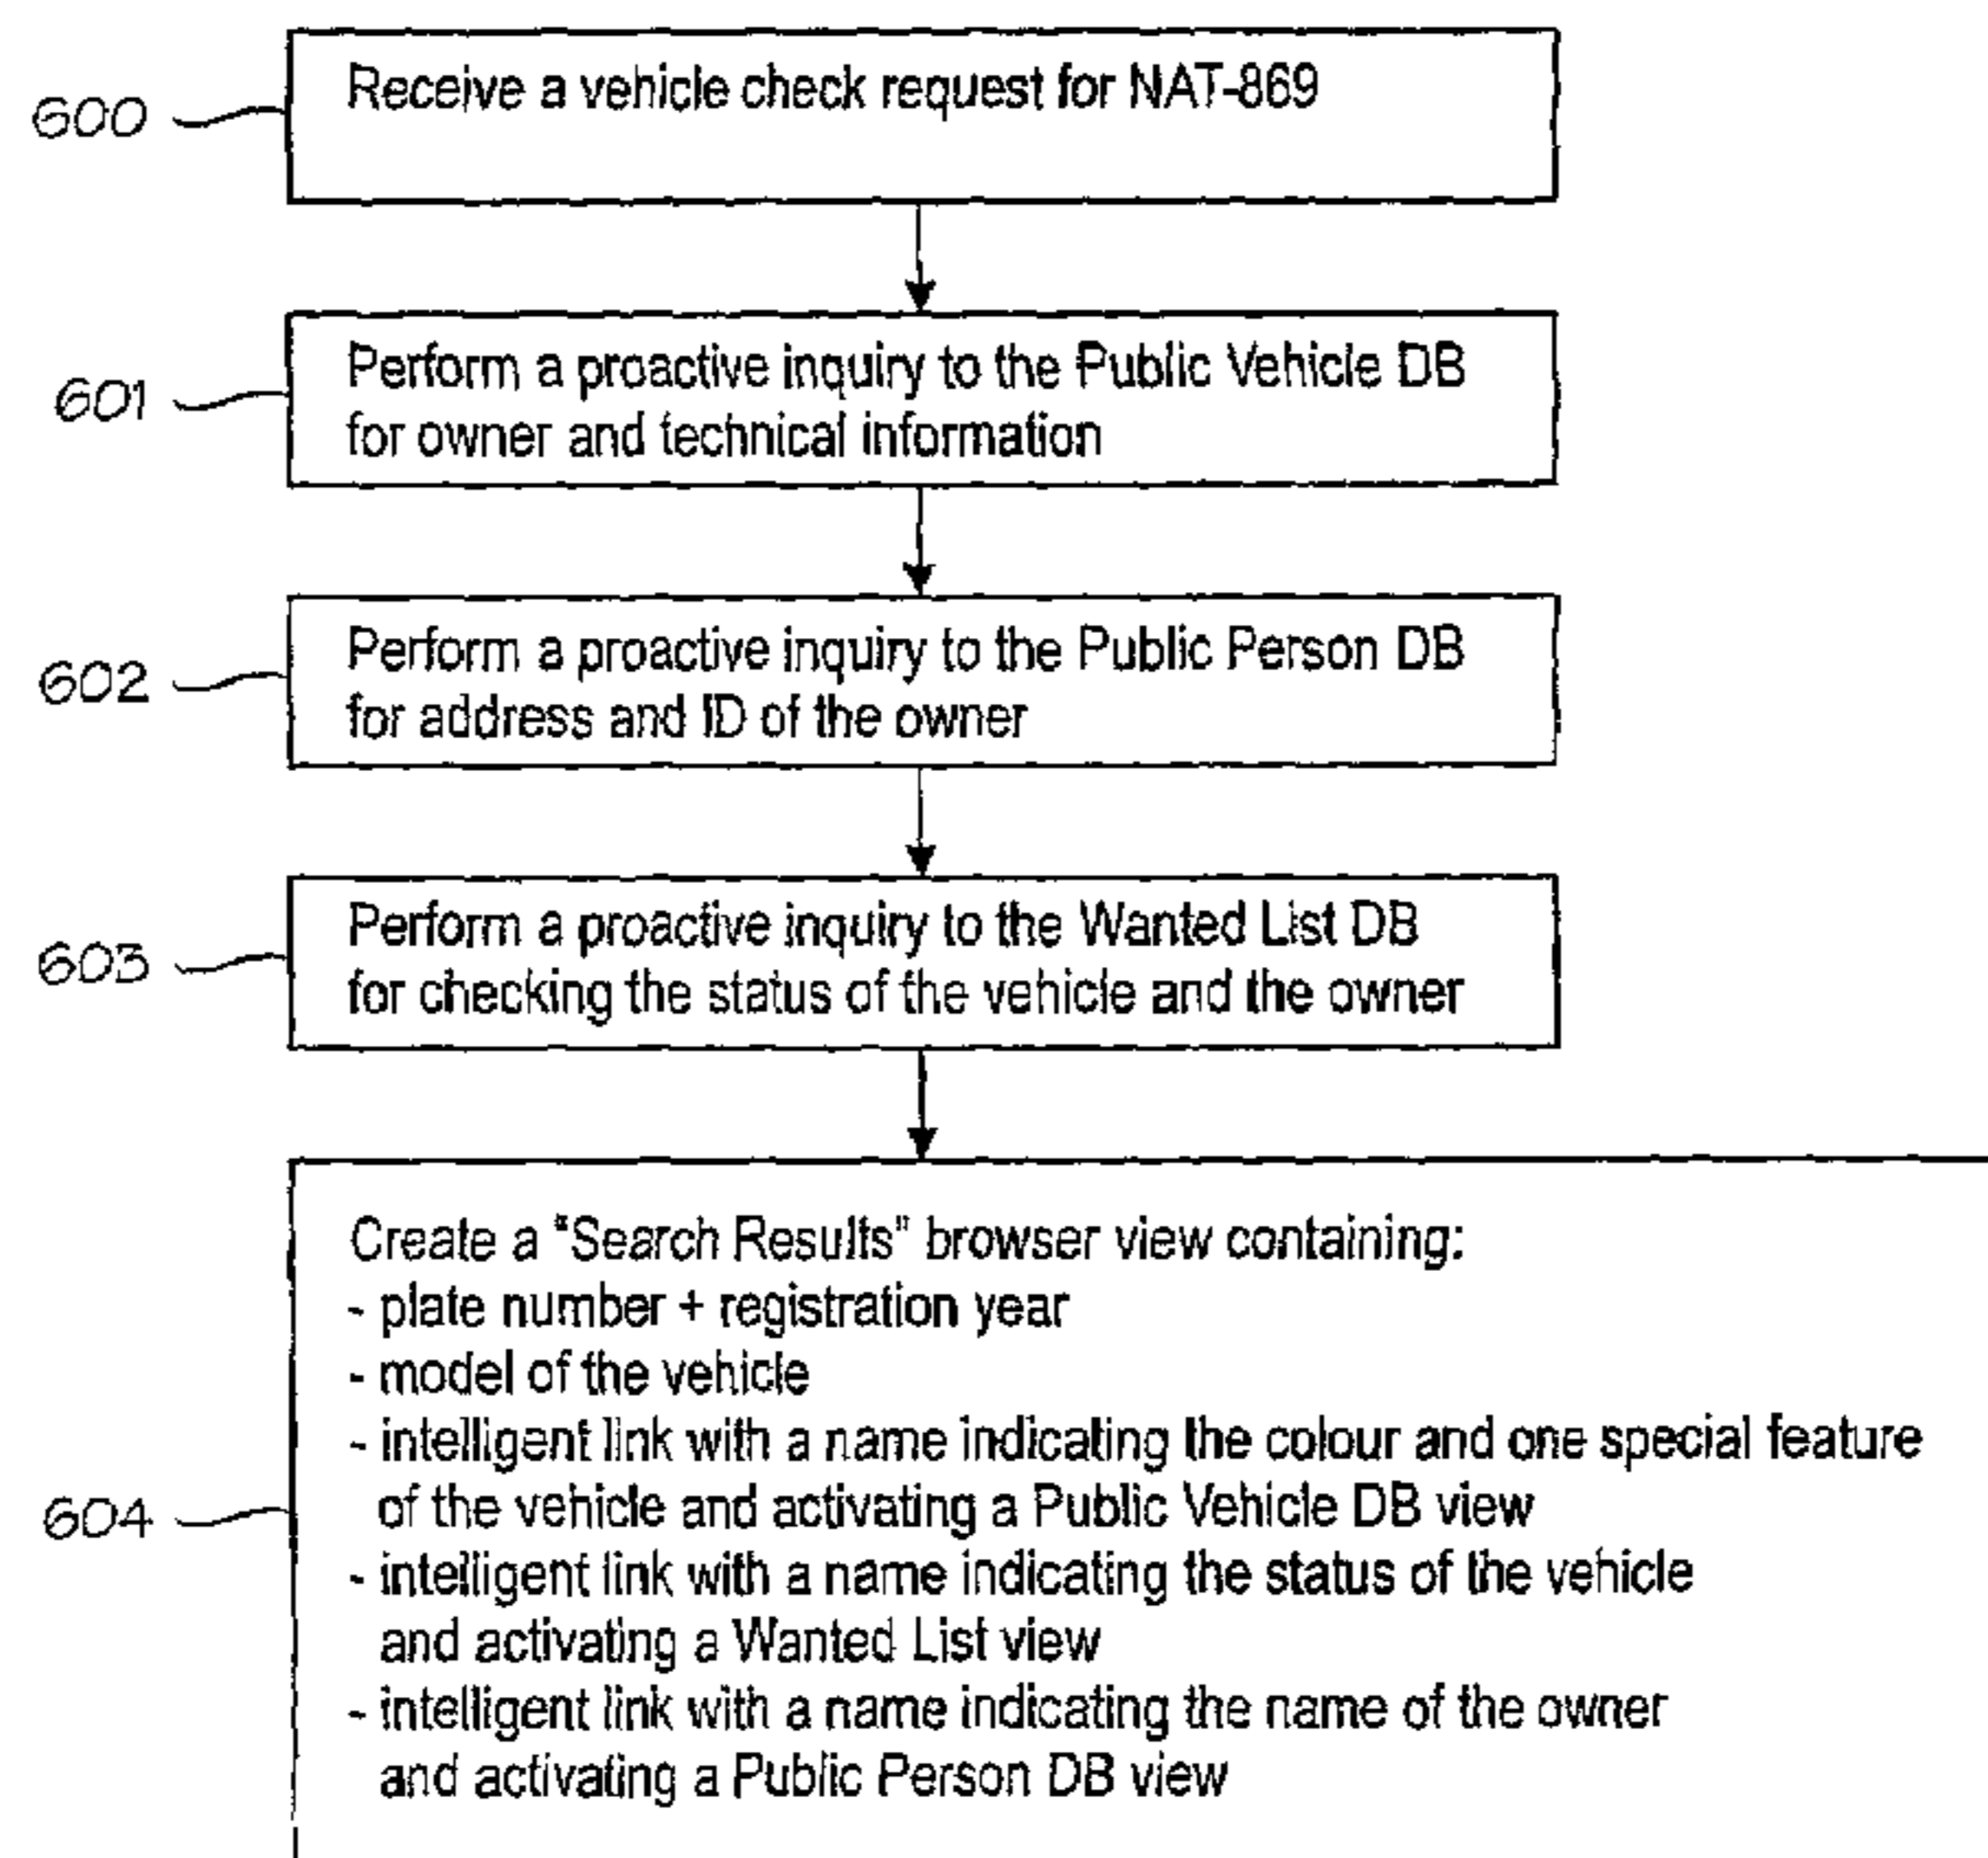 600
Receive a vehicle check request for NAT-869
601
Perform a proactive inquiry to the Public Vehicle DB
for owner and technical information
602
Perform a proactive inquiry to the Public Person DB
for address and ID of the owner
603
Perform a proactive inquiry to the Wanted List DB
for checking the status of the vehicle and the owner
604
Create a "Search Results" browser view containing:
- plate number + registration year
- model of the vehicle
- intelligent link with a name indicating the colour and one special feature
of the vehicle and activating a Public Vehicle DB view
- intelligent link with a name indicating the status of the vehicle
and activating a Wanted List view
- intelligent link with a name indicating the name of the owner
and activating a Public Person DB view